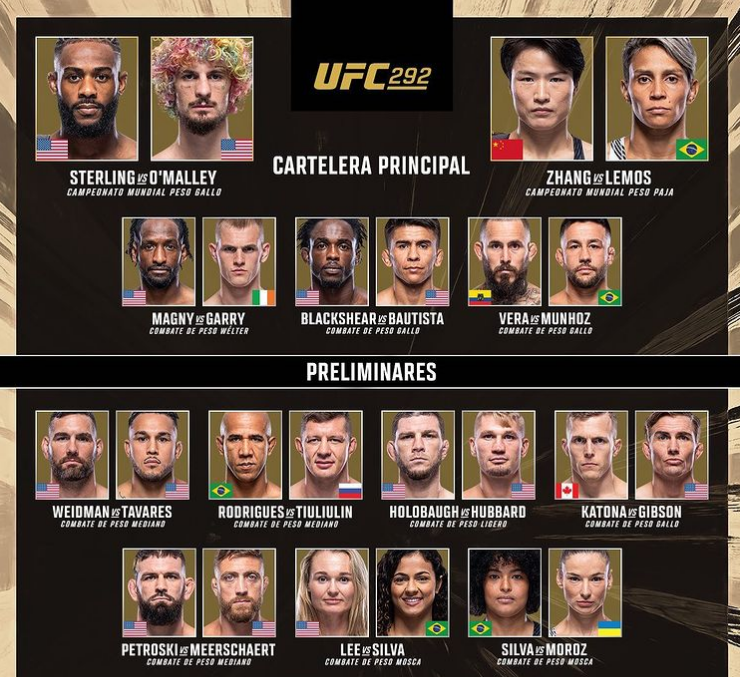 UFC 292
STERLING VS O'MALLEY
CAMPEONATO MUNDIAL PESO GALLO
CARTELERA PRINCIPAL
ZHANG VS LEMOS
CAMPEONATO MUNDIAL PESO PAJA
MAGNY VS GARRY
COMBATE DE PESO WÉLTER
BLACKSHEAR VS BAUTISTA
COMBATE DE PESO GALLO
VERA VS MUNHOZ
COMBATE DE PESO GALLO
PRELIMINARES
WEIDMAN VS TAVARES
COMBATE DE PESO MEDIANO
RODRIGUES VS TIULIULIN
COMBATE DE PESO MEDIANO
HOLOBAUGH VS HUBBARD
COMBATE DE PESO LIGERO
KATONA VS GIBSON
COMBATE DE PESO GALLO
PETROSKI VS MEERSCHAERT
COMBATE DE PESO MEDIANO
LEE VS SILVA
COMBATE DE PESO MOSCA
SILVA VS MOROZ
COMBATE DE PESO MOSCA